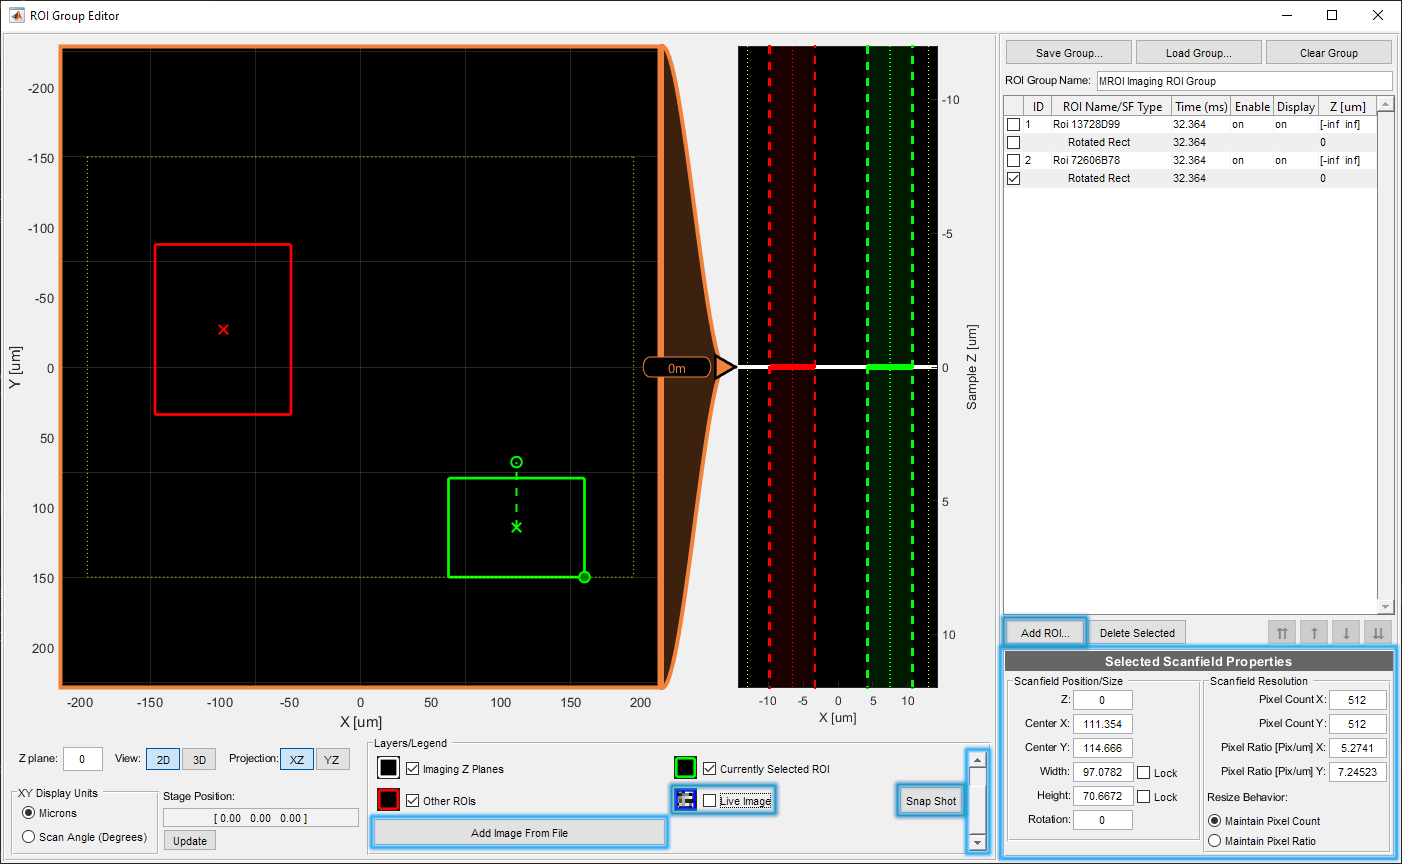 ROI Group Editor
Save Group...
Load Group...
Clear Group
ROI Group Name:
MROI Imaging ROI Group
ID ROI Name/SF Type Time (ms) Enable Display Z [um]
1 Roi 13728D99 32.364 on on [-inf inf]
Rotated Rect 32.364 0
2 Roi 72606B78 32.364 on on [-inf inf]
Rotated Rect 32.364 0
-200
-150
-100
-50
0
50
100
150
200
Y [um]
-200 -150 -100 -50 0 50 100 150 200
X [um]
0m
-10
-5
0
5
10
Sample Z [um]
-10 -5 0 5 10
X [um]
Add ROI...
Delete Selected
Selected Scanfield Properties
Scanfield Position/Size
Z: 0
Center X: 111.354
Center Y: 114.666
Width: 97.0782 Lock
Height: 70.6672 Lock
Rotation: 0
Scanfield Resolution
Pixel Count X: 512
Pixel Count Y: 512
Pixel Ratio [Pix/um] X: 5.2741
Pixel Ratio [Pix/um] Y: 7.24523
Resize Behavior:
Maintain Pixel Count
Maintain Pixel Ratio
Z plane: 0
View: 2D 3D
Projection: XZ YZ
XY Display Units
Microns
Scan Angle (Degrees)
Stage Position:
[ 0.00 0.00 0.00 ]
Update
Layers/Legend
Imaging Z Planes
Currently Selected ROI
Other ROIs
Live Image
Snap Shot
Add Image From File